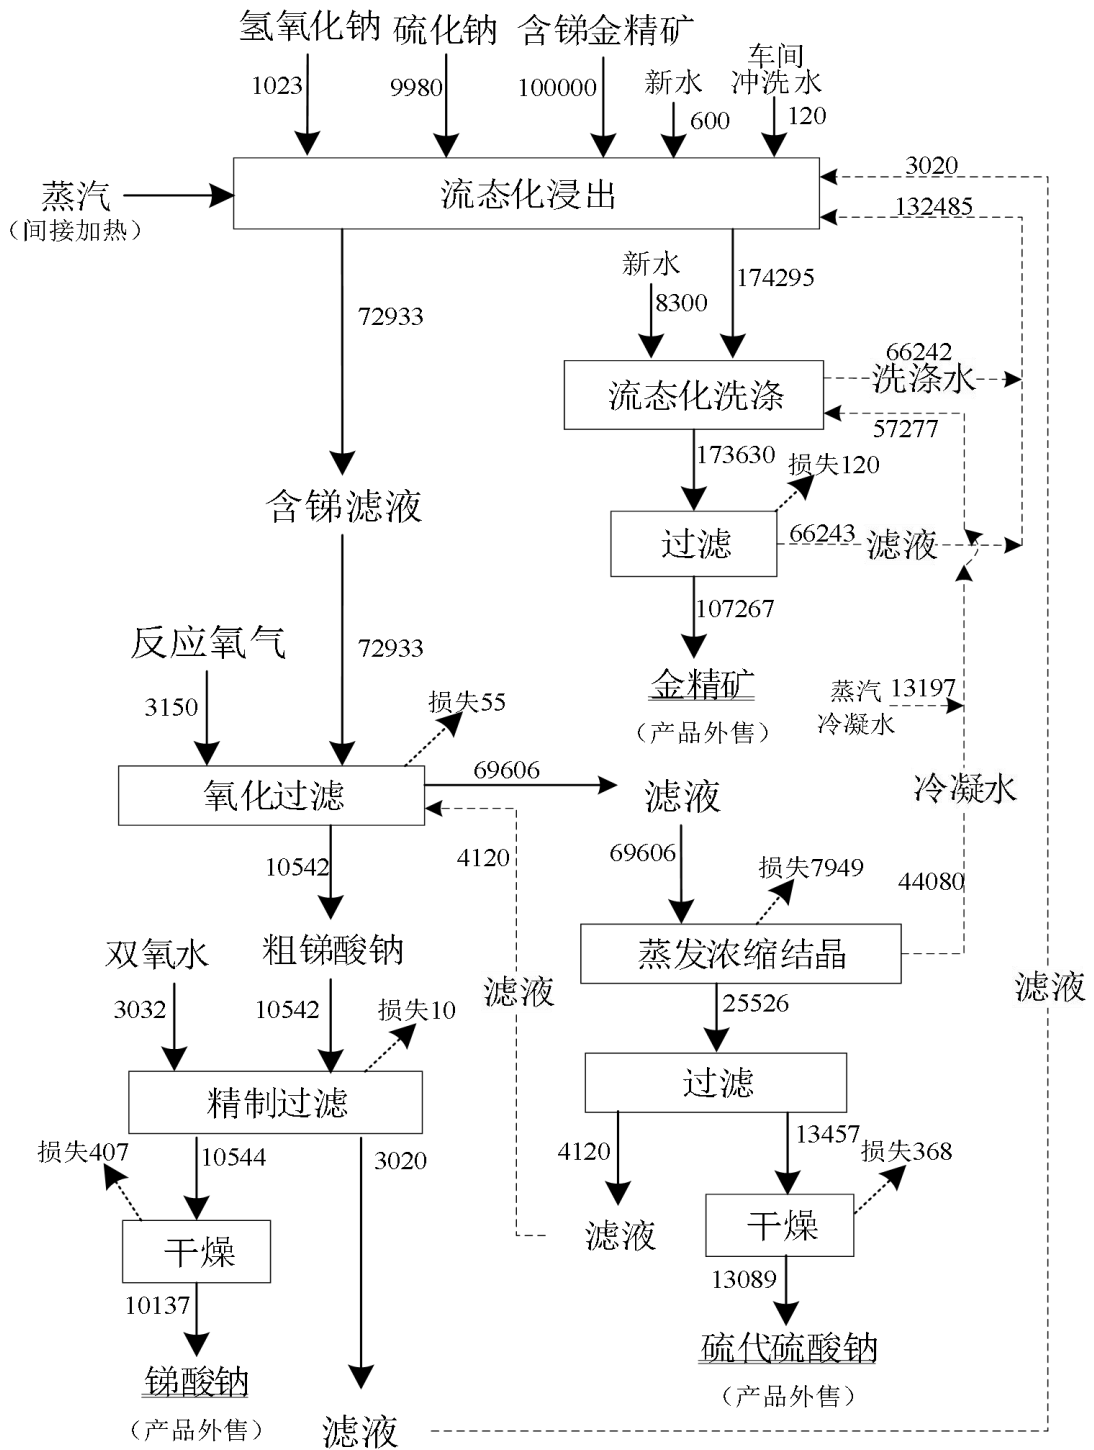 氢氧化钠
硫化钠
含锑金精矿
车间
新水
冲洗水
1023
9980
100000
600
120
蒸汽
(间接加热)
流态化浸出
3020
132485
72933
新水
8300
174295
流态化洗涤
66242
洗涤水
57277
173630
损失120
过滤
66243
滤液
107267
金精矿
(产品外售)
含锑滤液
反应氧气
3150
72933
损失55
蒸汽
13197
冷凝水
氧化过滤
69606
滤液
冷凝水
4120
10542
69606
损失7949
44080
双氧水
粗锑酸钠
滤液
蒸发浓缩结晶
滤液
3032
10542
损失10
25526
精制过滤
过滤
损失407
10544
3020
4120
13457
损失368
干燥
滤液
干燥
10137
13089
锑酸钠
(产品外售)
滤液
硫代硫酸钠
(产品外售)